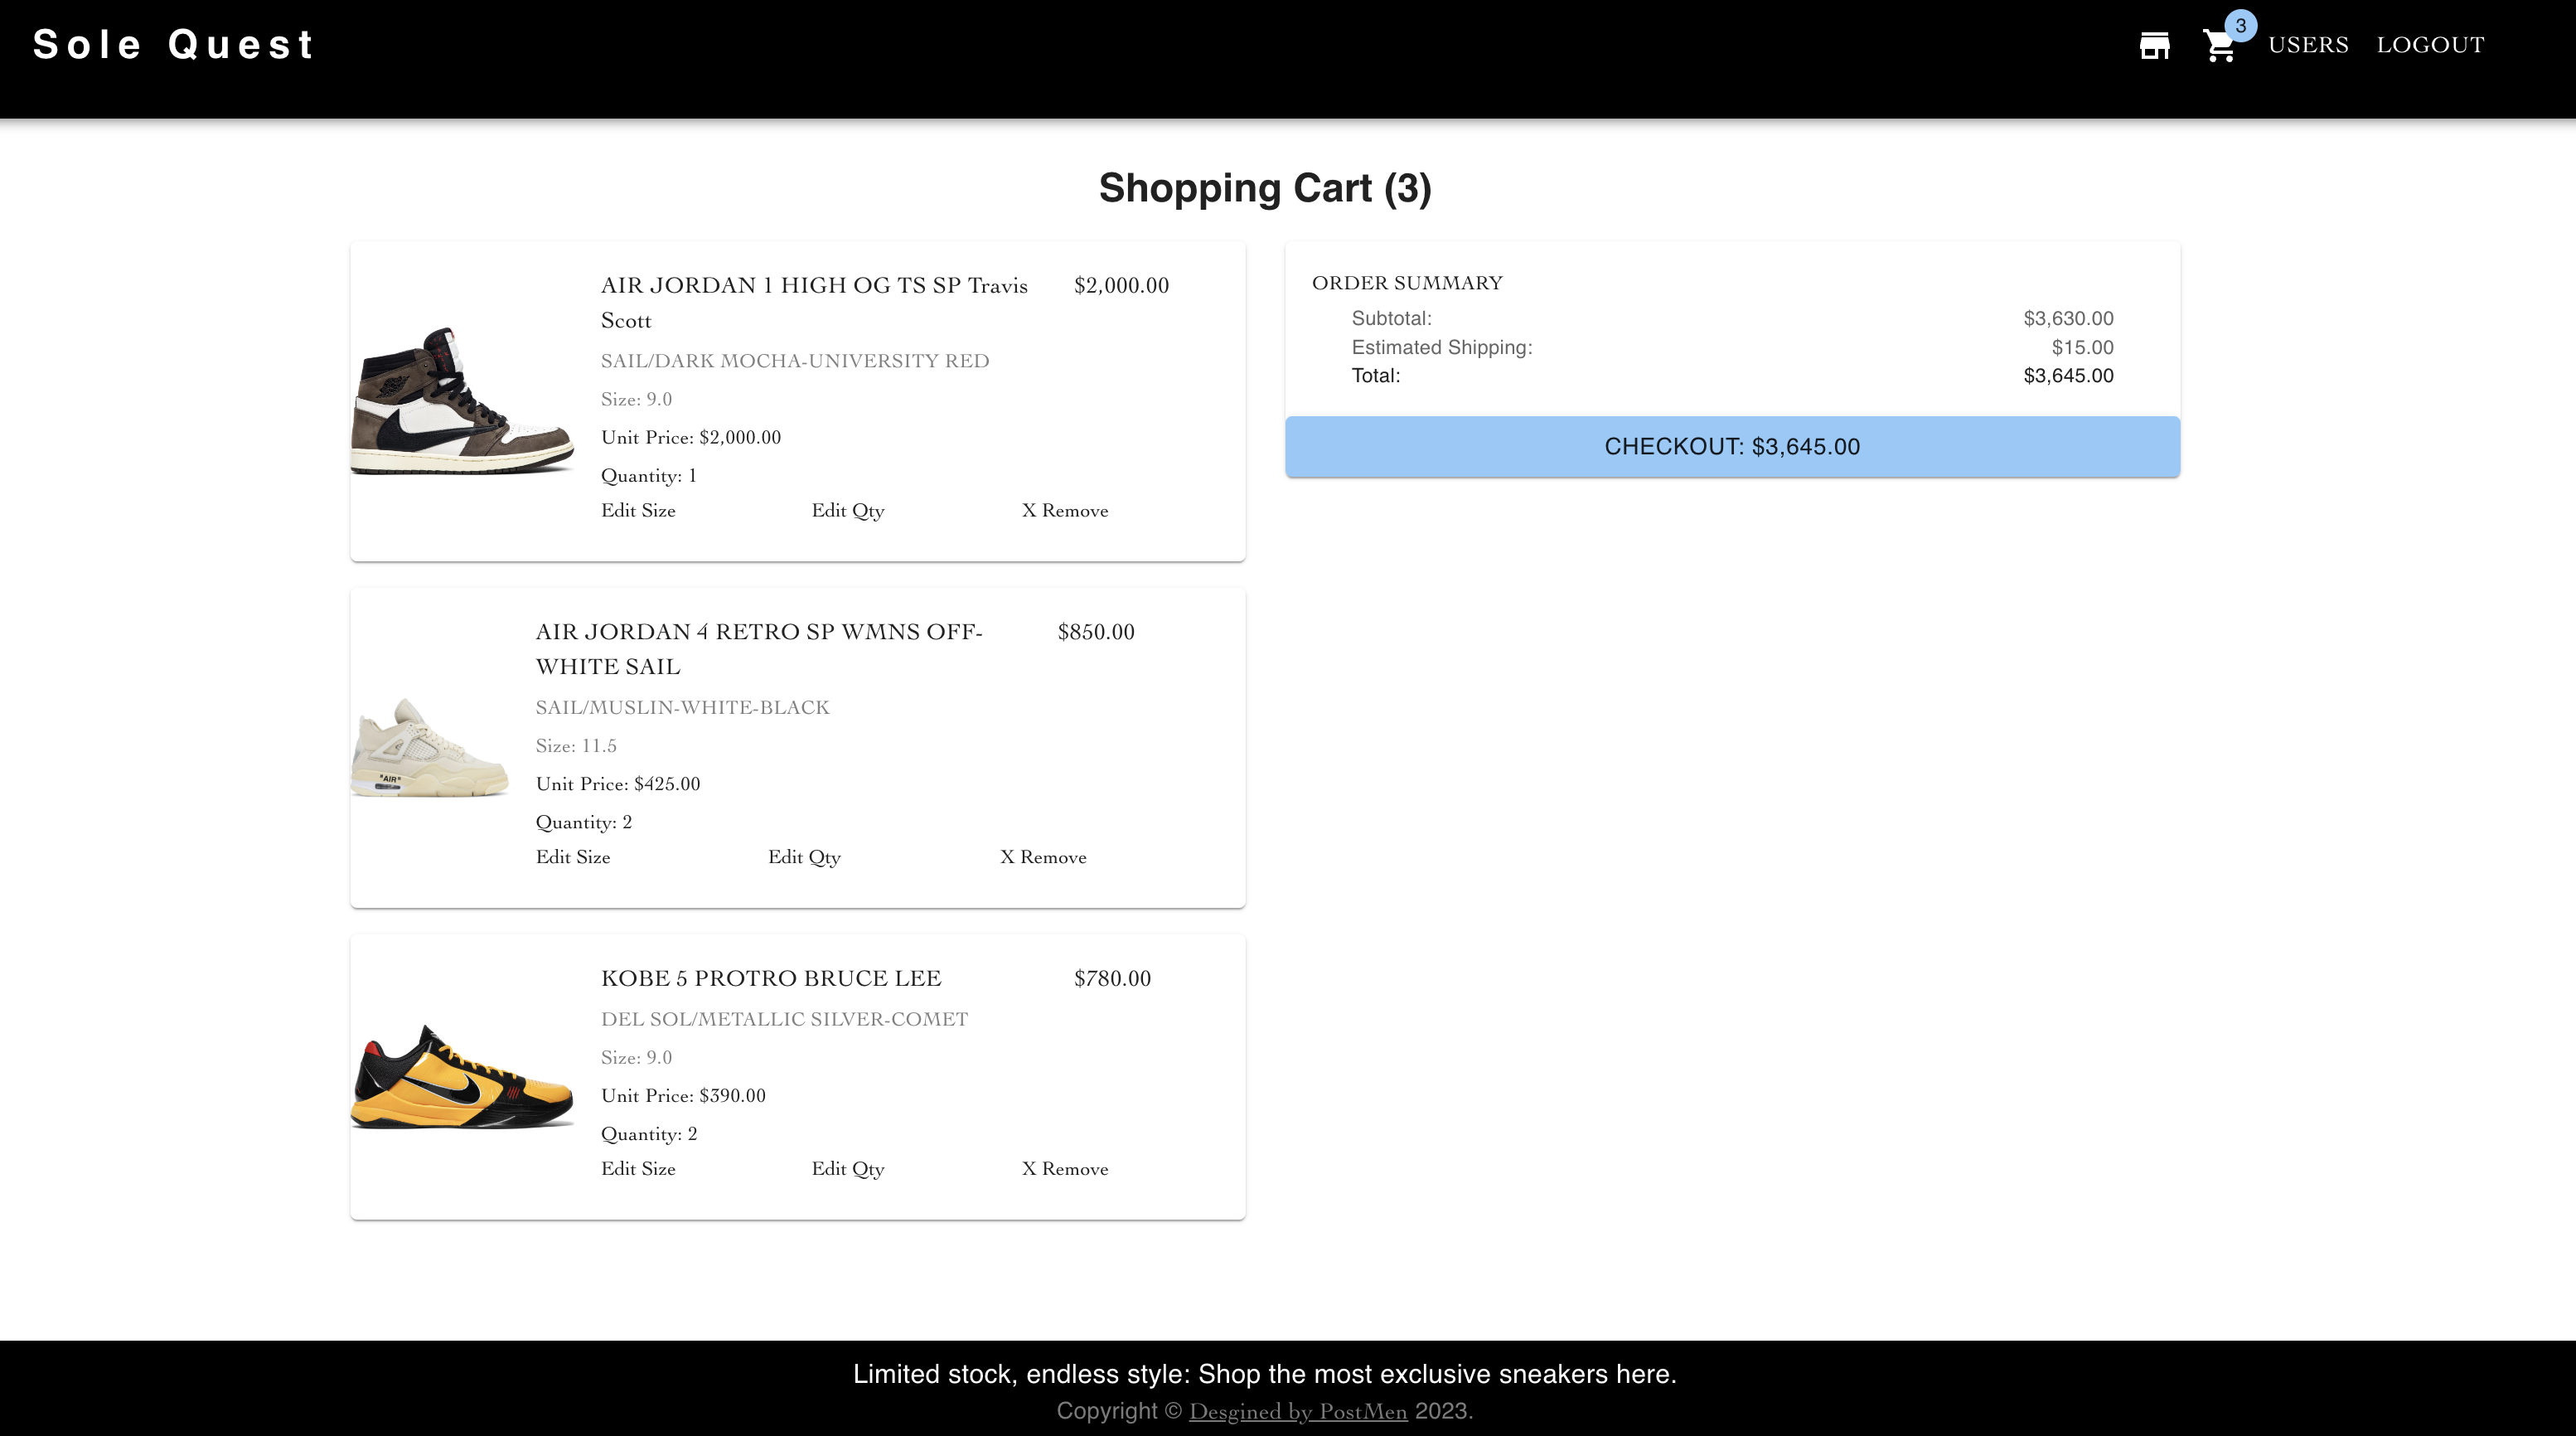 Sole Quest
3
USERS LOGOUT
Shopping Cart (3)
AIR JORDAN 1 HIGH OG TS SP Travis
Scott
$2,000.00
SAIL/DARK MOCHA-UNIVERSITY RED
Size: 9.0
Unit Price: $2,000.00
Quantity: 1
Edit Size Edit Qty X Remove
AIR JORDAN 4 RETRO SP WMNS OFF-
WHITE SAIL
$850.00
SAIL/MUSLIN-WHITE-BLACK
Size: 11.5
Unit Price: $425.00
Quantity: 2
Edit Size Edit Qty X Remove
"AIR"
KOBE 5 PROTRO BRUCE LEE
$780.00
DEL SOL/METALLIC SILVER-COMET
Size: 9.0
Unit Price: $390.00
Quantity: 2
Edit Size Edit Qty X Remove
ORDER SUMMARY
Subtotal: $3,630.00
Estimated Shipping: $15.00
Total: $3,645.00
CHECKOUT: $3,645.00
Limited stock, endless style: Shop the most exclusive sneakers here.
Copyright © Desgined by PostMen 2023.